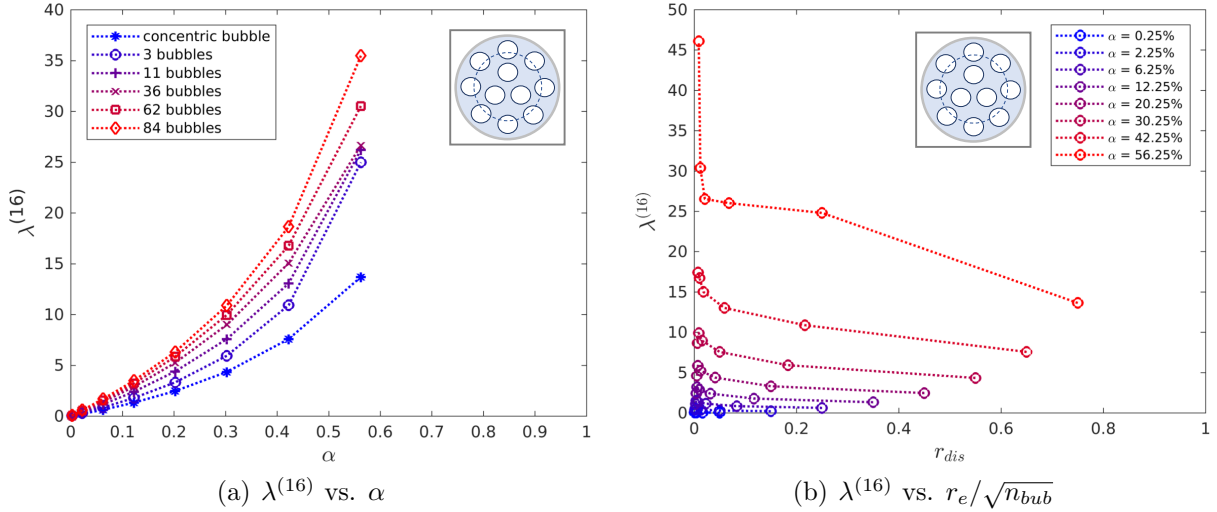 40
35
30
25
20
15
10
5
0
λ^(16)
0 0.1 0.2 0.3 0.4 0.5 0.6 0.7 0.8 0.9 1
α
concentric bubble
3 bubbles
11 bubbles
36 bubbles
62 bubbles
84 bubbles
(a) λ^(16) vs. α
50
45
40
35
30
25
20
15
10
5
0
λ^(16)
0 0.2 0.4 0.6 0.8 1
r_dis
α = 0.25%
α = 2.25%
α = 6.25%
α = 12.25%
α = 20.25%
α = 30.25%
α = 42.25%
α = 56.25%
(b) λ^(16) vs. r_e/√n_bub